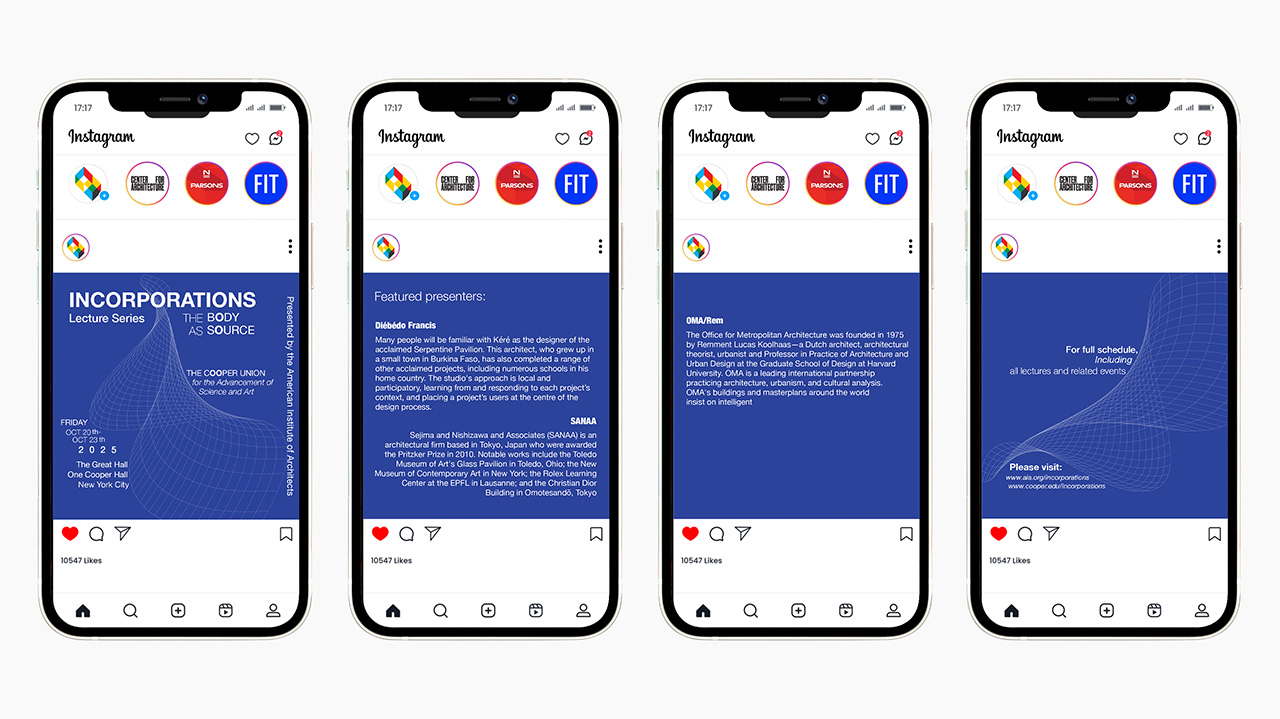 17:17
Instagram
2
CENTER FOR
ARCHITECTURE
N
PARSONS
FIT
INCORPORATIONS
Lecture Series
THE BODY
AS SOURCE
Presented by the American Institute of Architects
THE COOPER UNION
for the Advancement of
Science and Art
FRIDAY
OCT 20th-
OCT 23th
2 0 2 5
The Great Hall
One Cooper Hall
New York City
10547 Likes
17:17
Instagram
2
CENTER FOR
ARCHITECTURE
N
PARSONS
FIT
Featured presenters:
Diébédo Francis
Many people will be familiar with Kéré as the designer of the
acclaimed Serpentine Pavilion. This architect, who grew up in
a small town in Burkina Faso, has also completed a range of
other acclaimed projects, including numerous schools in his
home country. The studio's approach is local and
participatory, learning from and responding to each project's
context, and placing a project's users at the centre of the
design process.
SANAA
Sejima and Nishizawa and Associates (SANAA) is an
architectural firm based in Tokyo, Japan who were awarded
the Pritzker Prize in 2010. Notable works include the Toledo
Museum of Art's Glass Pavilion in Toledo, Ohio; the New
Museum of Contemporary Art in New York; the Rolex Learning
Center at the EPFL in Lausanne; and the Christian Dior
Building in Omotesandō, Tokyo
10547 Likes
17:17
Instagram
2
CENTER FOR
ARCHITECTURE
N
PARSONS
FIT
OMA/Rem
The Office for Metropolitan Architecture was founded in 1975
by Remment Lucas Koolhaas—a Dutch architect, architectural
theorist, urbanist and Professor in Practice of Architecture and
Urban Design at the Graduate School of Design at Harvard
University. OMA is a leading international partnership
practicing architecture, urbanism, and cultural analysis.
OMA's buildings and masterplans around the world
insist on intelligent
10547 Likes
17:17
Instagram
2
CENTER FOR
ARCHITECTURE
N
PARSONS
FIT
For full schedule,
Including
all lectures and related events,
Please visit:
www.aia.org/incorporations
www.cooper.edu/incorporations
10547 Likes